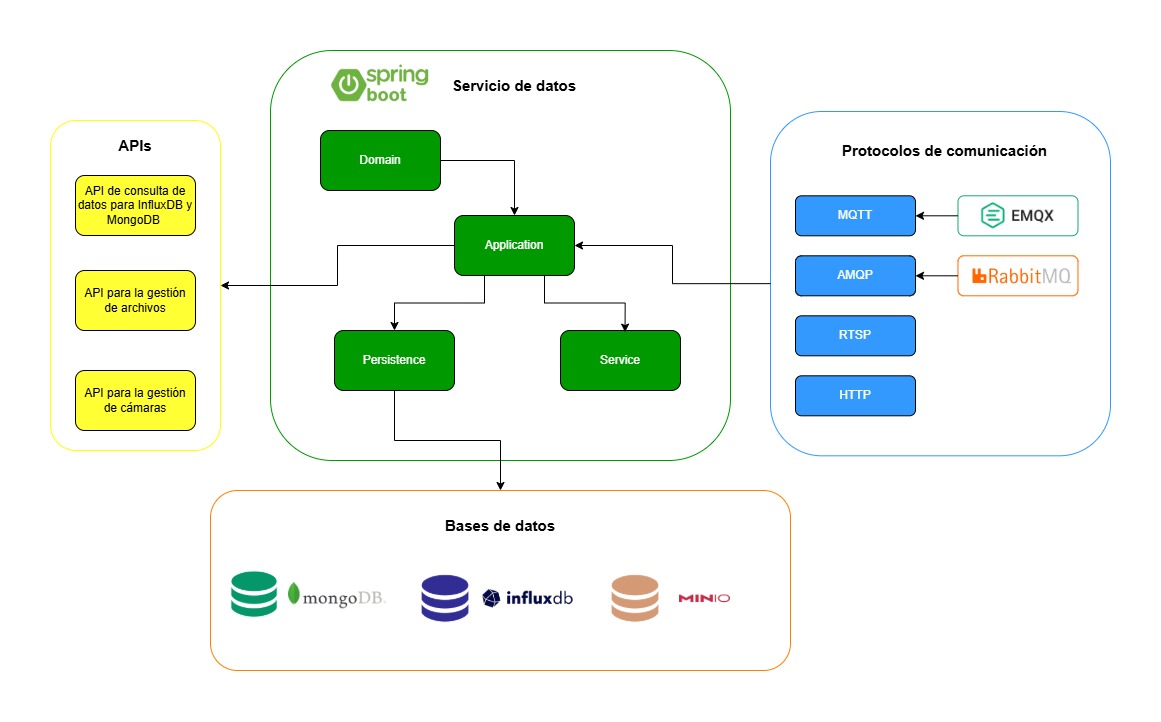 spring
boot
Servicio de datos
APIs
API de consulta de
datos para InfluxDB y
MongoDB
API para la gestión
de archivos
API para la gestión
de cámaras
Domain
Application
Persistence
Service
Protocolos de comunicación
MQTT
EMQX
AMQP
RabbitMQ
RTSP
HTTP
Bases de datos
mongoDB.
influxdb
MINIO